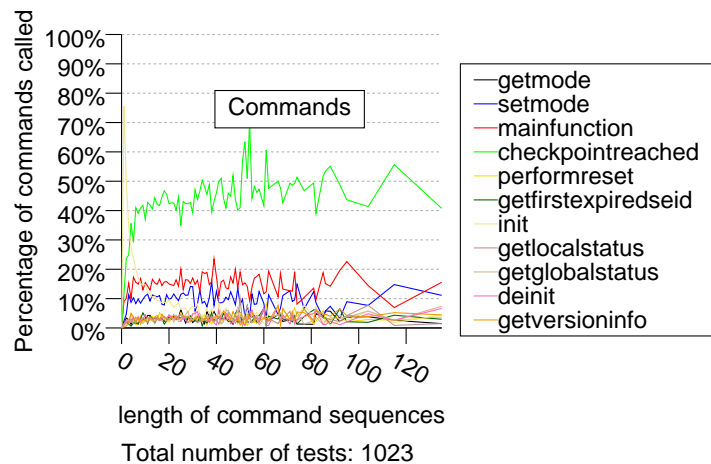 Percentage of commands called
100%
90%
80%
70%
60%
50%
40%
30%
20%
10%
0%
Commands
0
20
40
60
80
100
120
length of command sequences
Total number of tests: 1023
getmode
setmode
mainfunction
checkpointreached
performreset
getfirstexpiredseid
init
getlocalstatus
getglobalstatus
deinit
getversioninfo